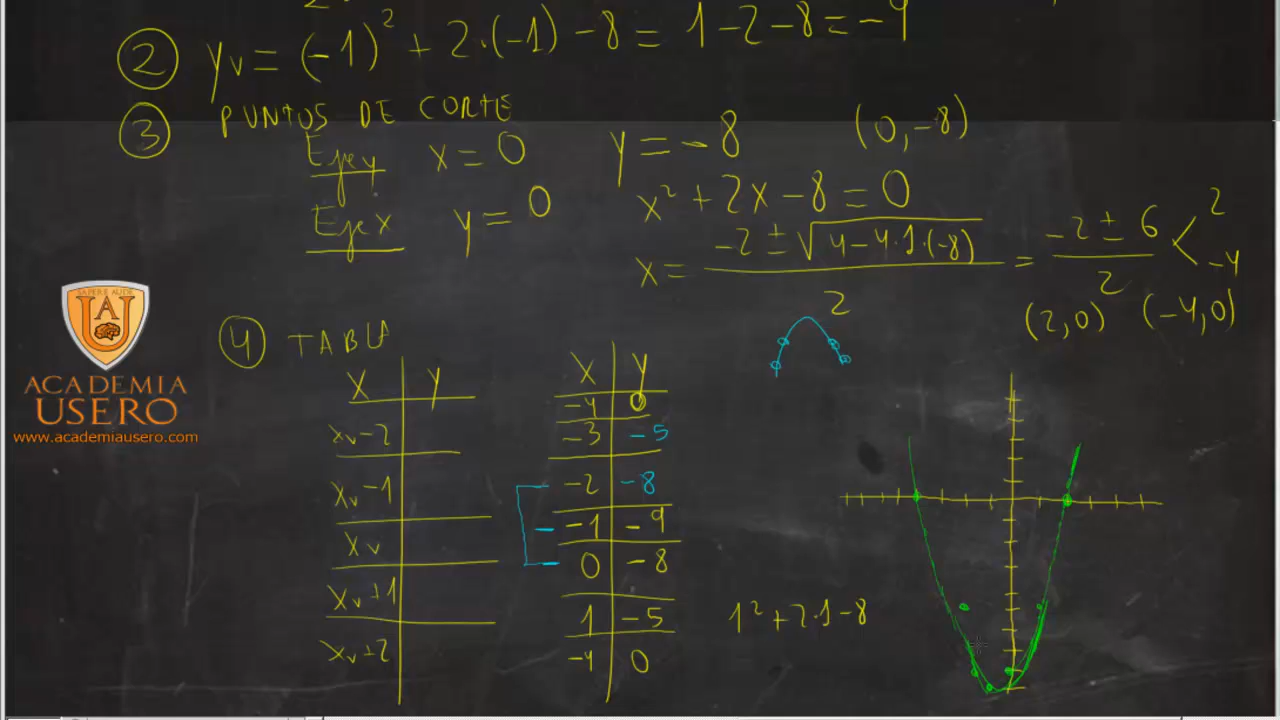 ② yv = (-1)² + 2·(-1) - 8 = 1 - 2 - 8 = -9
③ PUNTOS DE CORTE
Eje y x = 0 y = -8 (0,-8)
Eje x y = 0 x² + 2x - 8 = 0
x = -2 ± √4-4·1·(-8) / 2 = -2 ± 6 / 2 < 2 -4
(2,0) (-4,0)
④ TABLA
x y
xv-2
xv-1
xv
xv+1
xv+2
x y
-4 0
-3 -5
-2 -8
-1 -9
0 -8
1 -5
-4 0
1² + 2·1 - 8
SAPERE AUDE
UA
ACADEMIA
USERO
www.academiausero.com